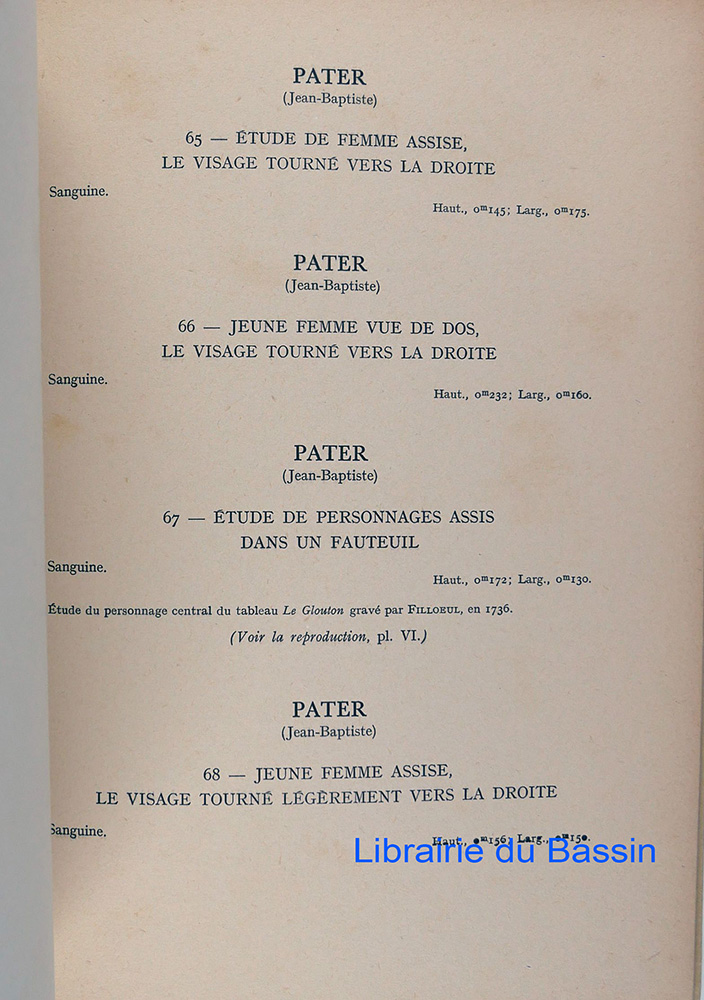 PATER
(Jean-Baptiste)
65 — ÉTUDE DE FEMME ASSISE,
LE VISAGE TOURNÉ VERS LA DROITE
Sanguine.
Haut., 0ᵐ145; Larg., 0ᵐ175.
PATER
(Jean-Baptiste)
66 — JEUNE FEMME VUE DE DOS,
LE VISAGE TOURNÉ VERS LA DROITE
Sanguine.
Haut., 0ᵐ232; Larg., 0ᵐ160.
PATER
(Jean-Baptiste)
67 — ÉTUDE DE PERSONNAGES ASSIS
DANS UN FAUTEUIL
Sanguine.
Haut., 0ᵐ172; Larg., 0ᵐ130.
Étude du personnage central du tableau Le Glouton gravé par FILLOEUL, en 1736.
(Voir la reproduction, pl. VI.)
PATER
(Jean-Baptiste)
68 — JEUNE FEMME ASSISE,
LE VISAGE TOURNÉ LÉGÈREMENT VERS LA DROITE
Sanguine.
Haut., 0ᵐ156; Larg., 0ᵐ150.
Librairie du Bassin